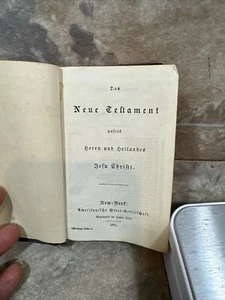 Das
Neue Testament
unsers
Herrn und Heilandes
Jesu Christi.
New-York:
Amerikanische Bibel-Gesellschaft,